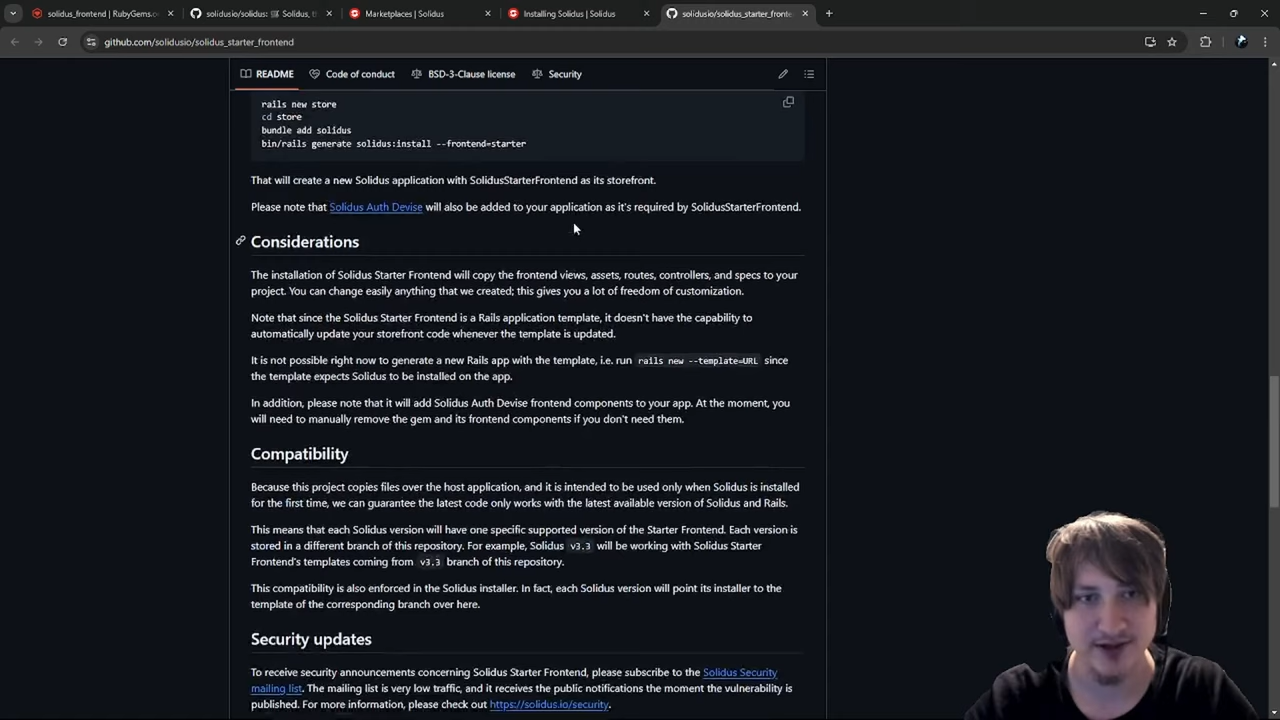 solidus_frontend | RubyGems.o
solidusio/solidus: 🛒 Solidus, t
Marketplaces | Solidus
Installing Solidus | Solidus
solidusio/solidus_starter_fronte
github.com/solidusio/solidus_starter_frontend
README
Code of conduct
BSD-3-Clause license
Security
rails new store
cd store
bundle add solidus
bin/rails generate solidus:install --frontend=starter
That will create a new Solidus application with SolidusStarterFrontend as its storefront.
Please note that Solidus Auth Devise will also be added to your application as it's required by SolidusStarterFrontend.
Considerations
The installation of Solidus Starter Frontend will copy the frontend views, assets, routes, controllers, and specs to your
project. You can change easily anything that we created; this gives you a lot of freedom of customization.
Note that since the Solidus Starter Frontend is a Rails application template, it doesn't have the capability to
automatically update your storefront code whenever the template is updated.
It is not possible right now to generate a new Rails app with the template, i.e. run rails new --template=URL since
the template expects Solidus to be installed on the app.
In addition, please note that it will add Solidus Auth Devise frontend components to your app. At the moment, you
will need to manually remove the gem and its frontend components if you don't need them.
Compatibility
Because this project copies files over the host application, and it is intended to be used only when Solidus is installed
for the first time, we can guarantee the latest code only works with the latest available version of Solidus and Rails.
This means that each Solidus version will have one specific supported version of the Starter Frontend. Each version is
stored in a different branch of this repository. For example, Solidus v3.3 will be working with Solidus Starter
Frontend's templates coming from v3.3 branch of this repository.
This compatibility is also enforced in the Solidus installer. In fact, each Solidus version will point its installer to the
template of the corresponding branch over here.
Security updates
To receive security announcements concerning Solidus Starter Frontend, please subscribe to the Solidus Security
mailing list. The mailing list is very low traffic, and it receives the public notifications the moment the vulnerability is
published. For more information, please check out https://solidus.io/security.